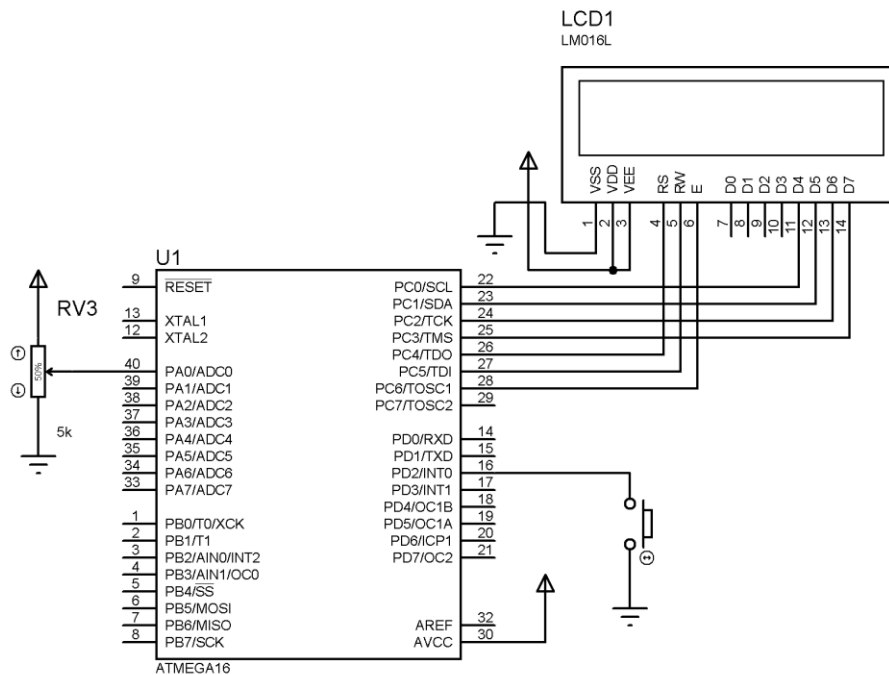 LCD1
LM016L
VSS
VDD
VEE
RS
RW
E
D0
D1
D2
D3
D4
D5
D6
D7
1
2
3
4
5
6
7
8
9
10
11
12
13
14
U1
RV3
50%
5k
9 RESET
13 XTAL1
12 XTAL2
40 PA0/ADC0
39 PA1/ADC1
38 PA2/ADC2
37 PA3/ADC3
36 PA4/ADC4
35 PA5/ADC5
34 PA6/ADC6
33 PA7/ADC7
1 PB0/T0/XCK
2 PB1/T1
3 PB2/AIN0/INT2
4 PB3/AIN1/OC0
5 PB4/SS
6 PB5/MOSI
7 PB6/MISO
8 PB7/SCK
PC0/SCL 22
PC1/SDA 23
PC2/TCK 24
PC3/TMS 25
PC4/TDO 26
PC5/TDI 27
PC6/TOSC1 28
PC7/TOSC2 29
PD0/RXD 14
PD1/TXD 15
PD2/INT0 16
PD3/INT1 17
PD4/OC1B 18
PD5/OC1A 19
PD6/ICP1 20
PD7/OC2 21
AREF 32
AVCC 30
ATMEGA16